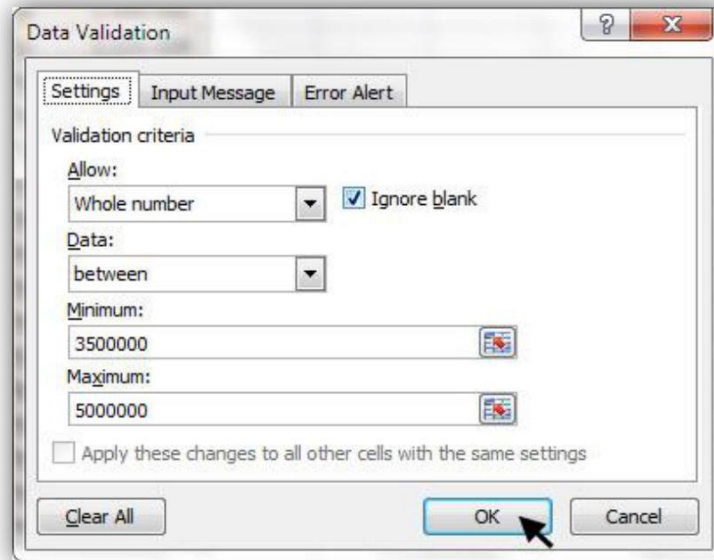 Data Validation
Settings Input Message Error Alert
Validation criteria
Allow:
Whole number Ignore blank
Data:
between
Minimum:
3500000
Maximum:
5000000
Apply these changes to all other cells with the same settings
Clear All OK Cancel